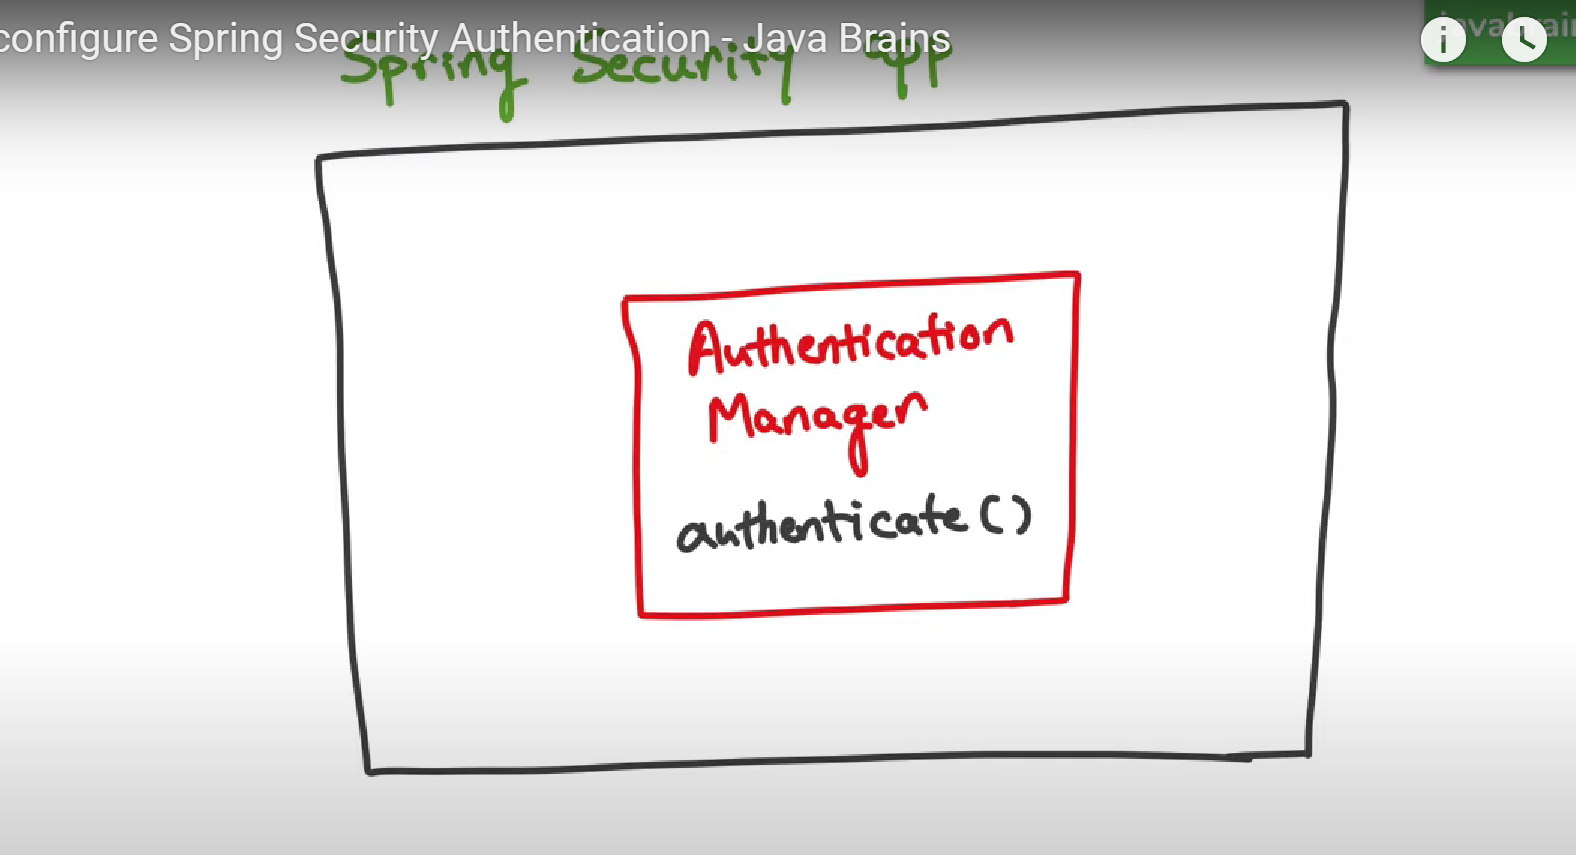 configure Spring Security Authentication - Java Brains
Spring Security app
Authentication
Manager
authenticate()